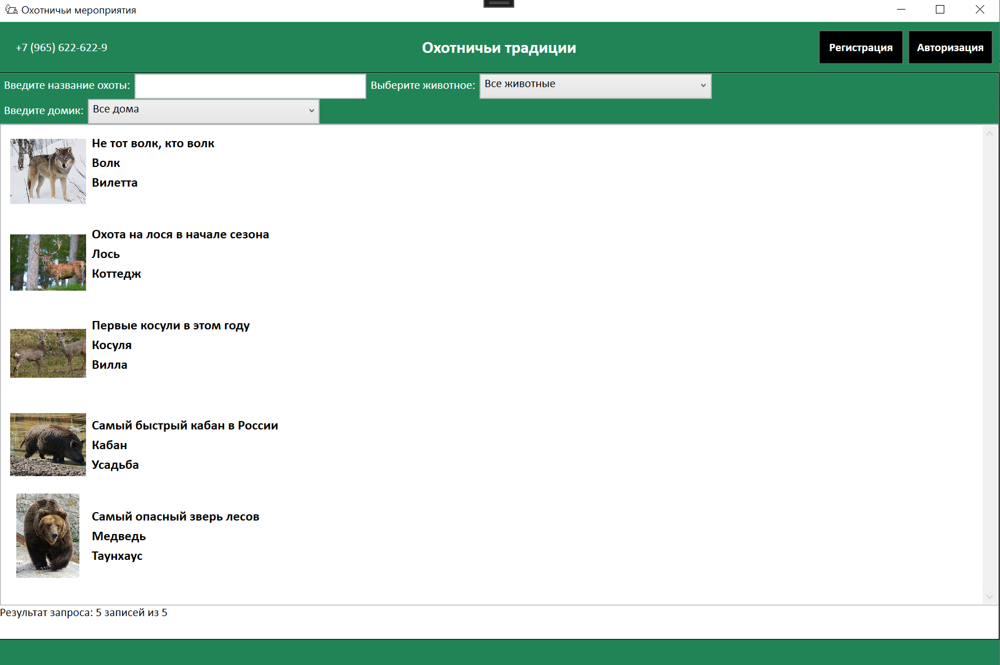 Охотничьи мероприятия
+7 (965) 622-622-9
Охотничьи традиции
Регистрация
Авторизация
Введите название охоты:
Выберите животное:
Все животные
Введите домик:
Все дома
Не тот волк, кто волк
Волк
Вилетта
Охота на лося в начале сезона
Лось
Коттедж
Первые косули в этом году
Косуля
Вилла
Самый быстрый кабан в России
Кабан
Усадьба
Самый опасный зверь лесов
Медведь
Таунхаус
Результат запроса: 5 записей из 5